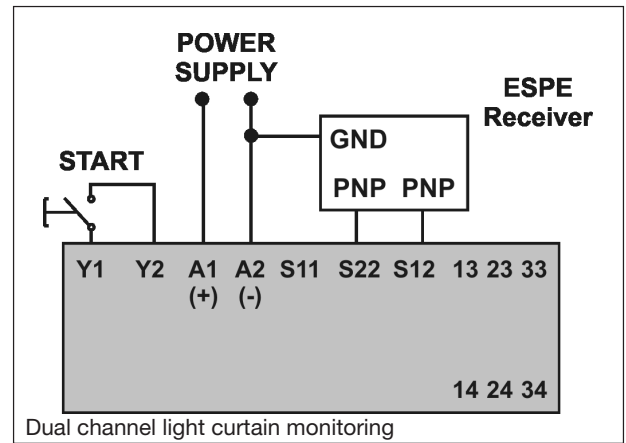 POWER
SUPPLY
ESPE
Receiver
GND
START
PNP PNP
Y1 Y2 A1 A2 S11 S22 S12 13 23 33
(+) (-)
14 24 34
Dual channel light curtain monitoring